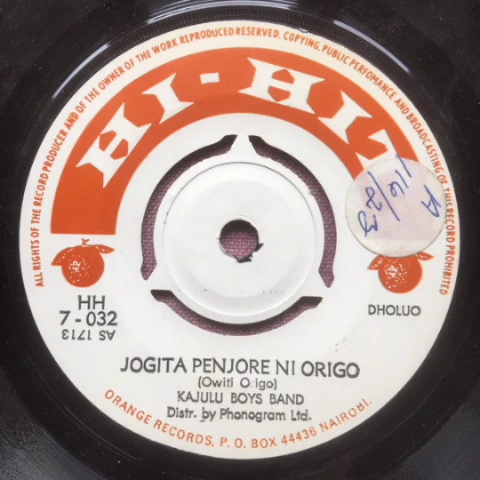 ALL RIGHTS OF THE RECORD PRODUCER AND OF THE OWNER OF THE WORK REPRODUCED RESERVED. COPYING, PUBLIC PERFOMANCE AND BROADCASTING OF THIS RECORD PROHIBITED
HI-HIT
HH
7-032
AS 1713
DHOLUO
JOGITA PENJORE NI ORIGO
(Owiti Origo)
KAJULU BOYS BAND
Distr. by Phonogram Ltd.
ORANGE RECORDS, P. O. BOX 44436 NAIROBI.